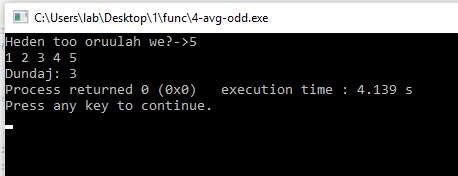 C:\Users\lab\Desktop\1\func\4-avg-odd.exe
Heden too oruulah we?->5
1 2 3 4 5
Dundaj: 3
Process returned 0 (0x0)   execution time : 4.139 s
Press any key to continue.